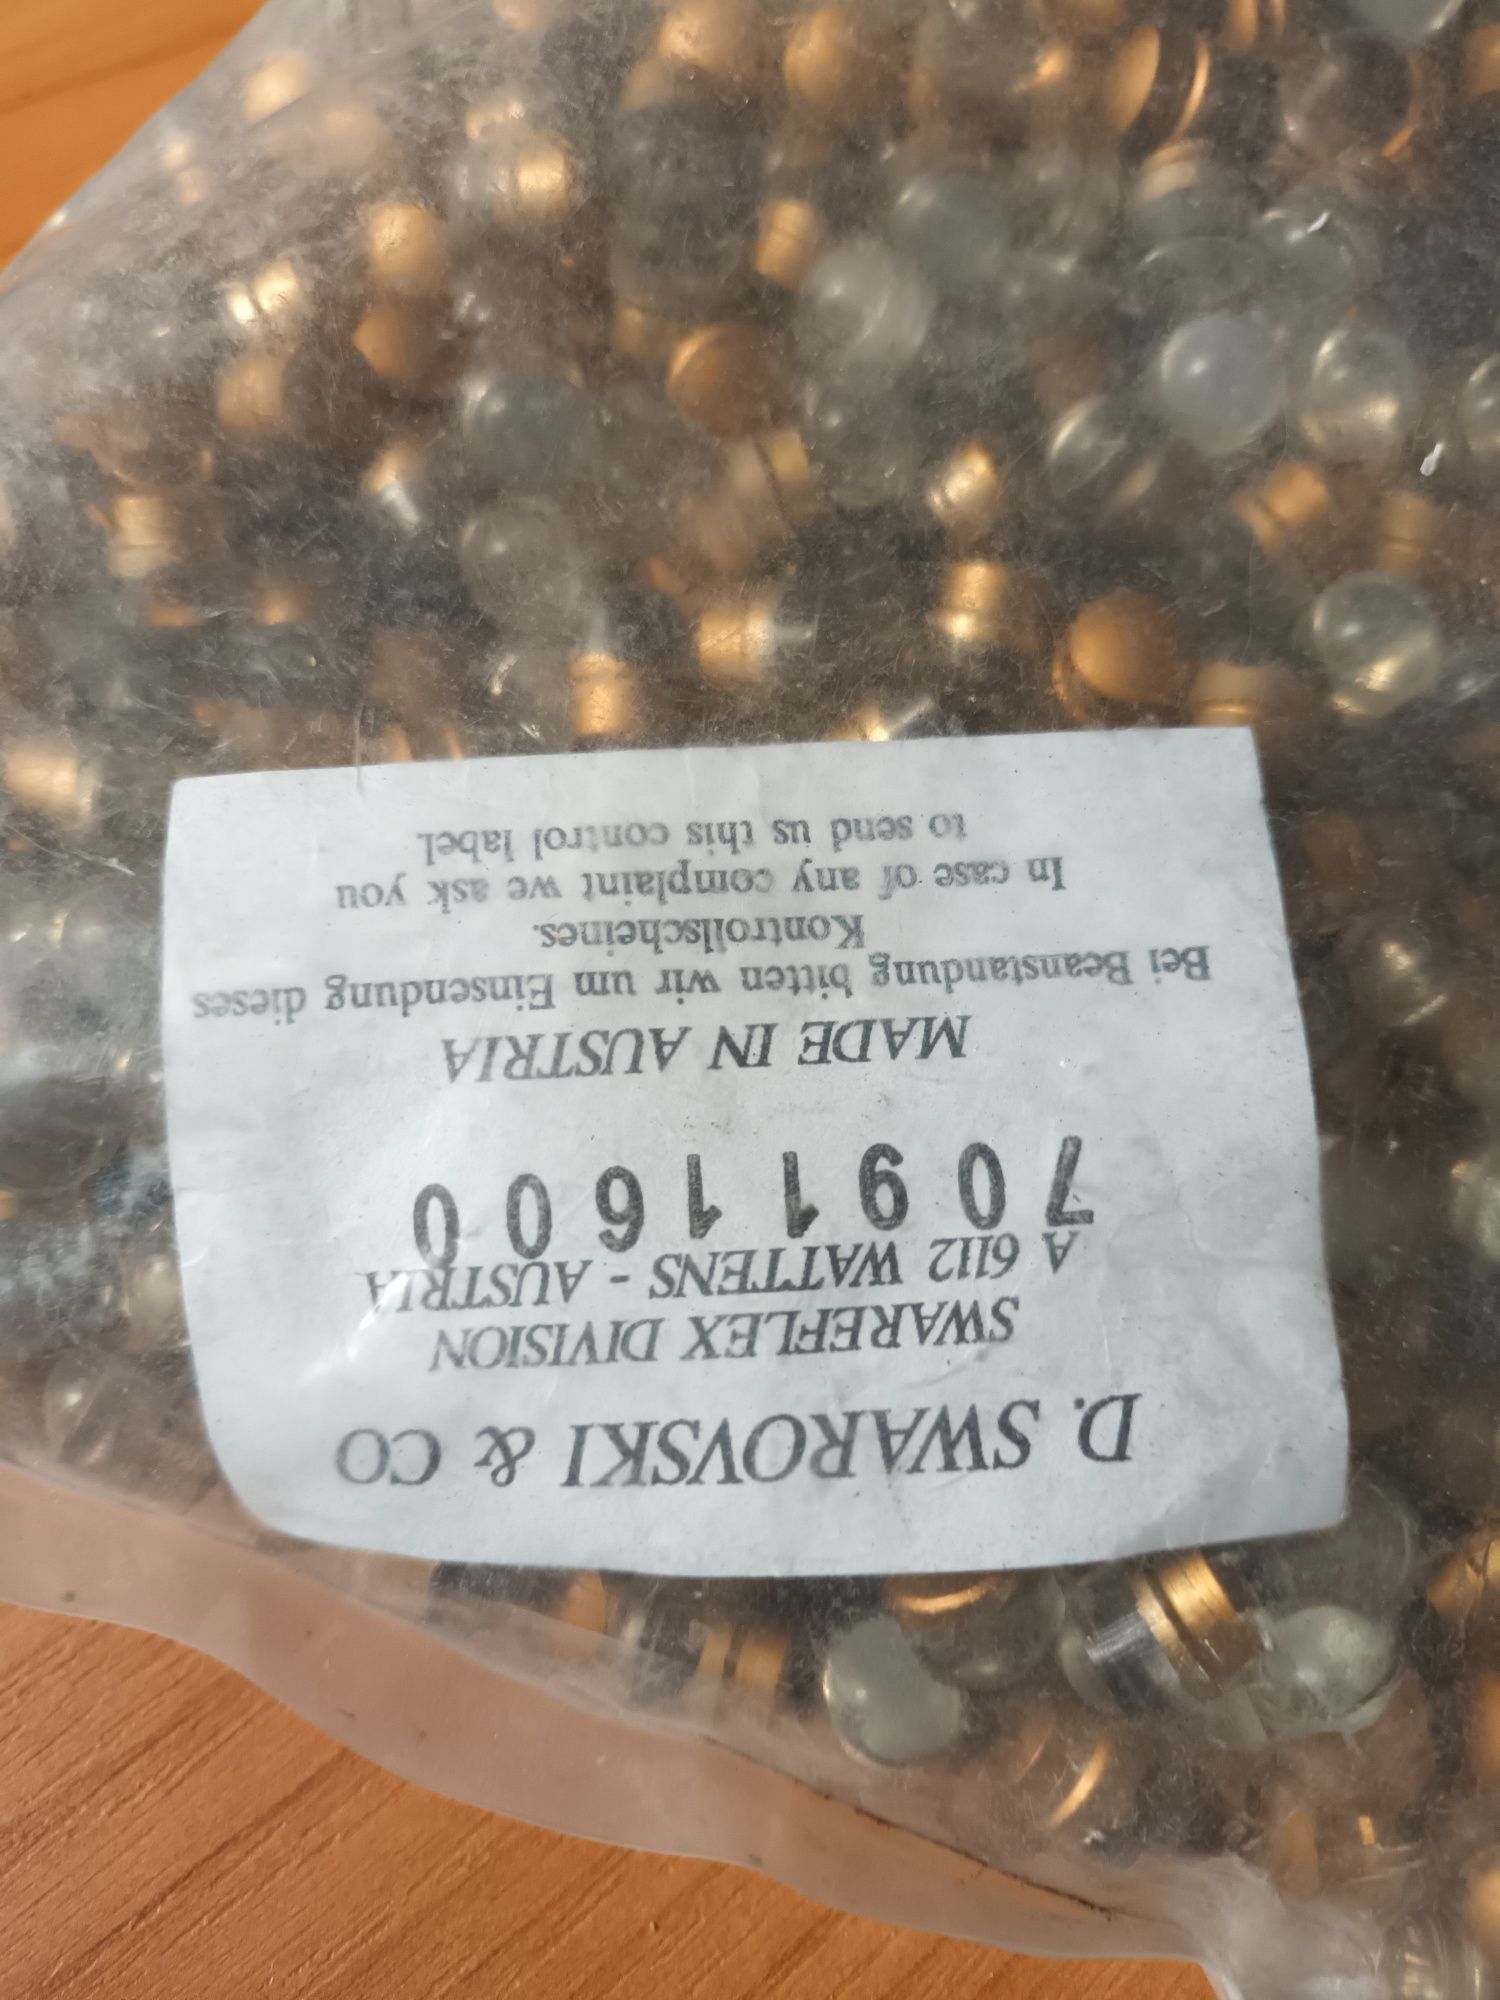 D. SWAROVSKI & CO
SWAREFLEX DIVISION
A 6112 WATTENS - AUSTRIA
70911600
MADE IN AUSTRIA
Bei Beanstandung bitten wir um Einsendung dieses
Kontrollscheines.
In case of any complaint we ask you
to send us this control label.